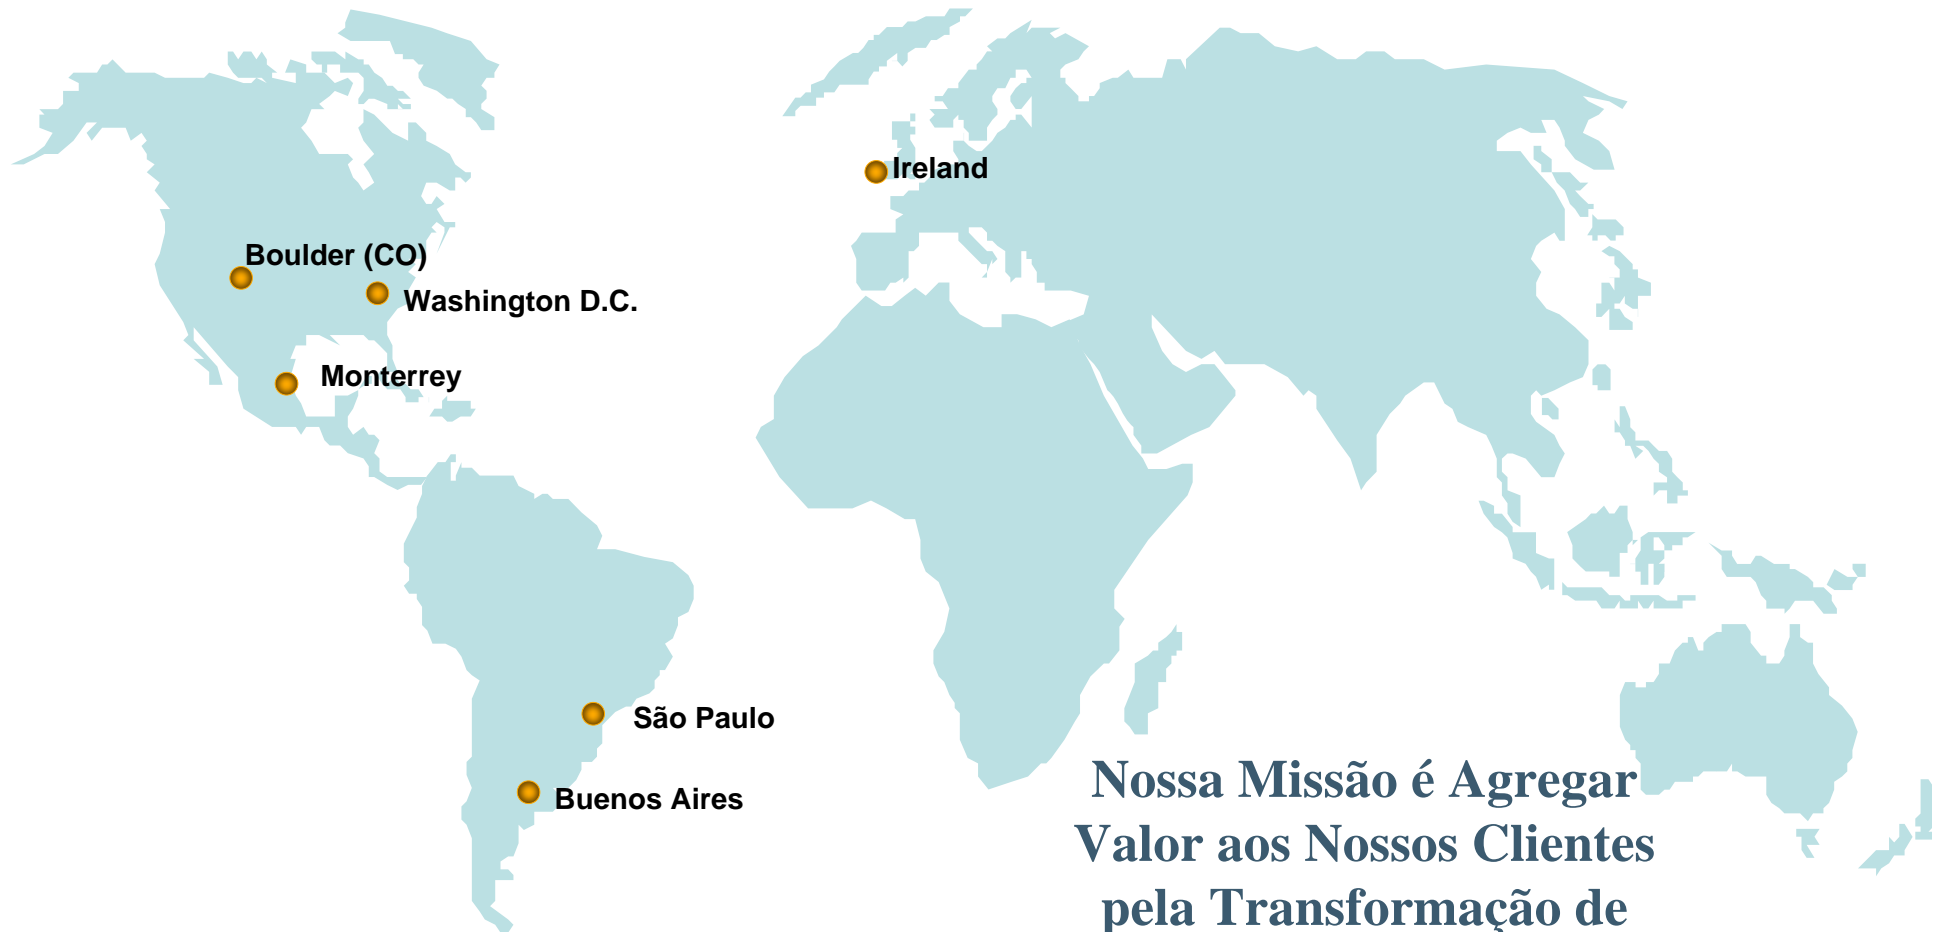 Ireland
Boulder (CO)
Washington D.C.
Monterrey
São Paulo
Buenos Aires
Nossa Missão é Agregar
Valor aos Nossos Clientes
pela Transformação de